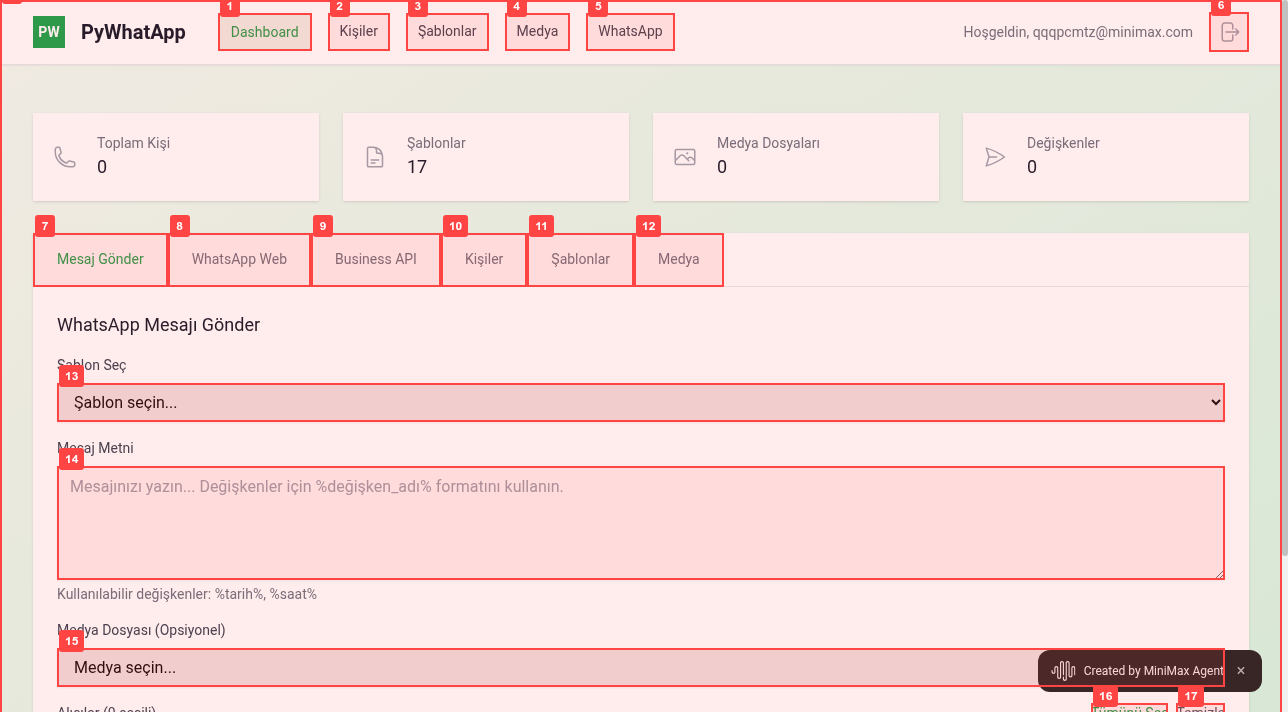 1 2 3 4 5 6
PW PyWhatApp Dashboard Kişiler Şablonlar Medya WhatsApp Hoşgeldin, qqqpcmtz@minimax.com
Toplam Kişi
0
Şablonlar
17
Medya Dosyaları
0
Değişkenler
0
7 8 9 10 11 12
Mesaj Gönder WhatsApp Web Business API Kişiler Şablonlar Medya
WhatsApp Mesajı Gönder
Şablon Seç
13
Şablon seçin...
Mesaj Metni
14
Mesajınızı yazın... Değişkenler için %değişken_adı% formatını kullanın.
Kullanılabilir değişkenler: %tarih%, %saat%
Medya Dosyası (Opsiyonel)
15
Medya seçin...
Created by MiniMax Agent ×
16 17
Alıcılar (0 seçili) Tümünü Seç Temizle